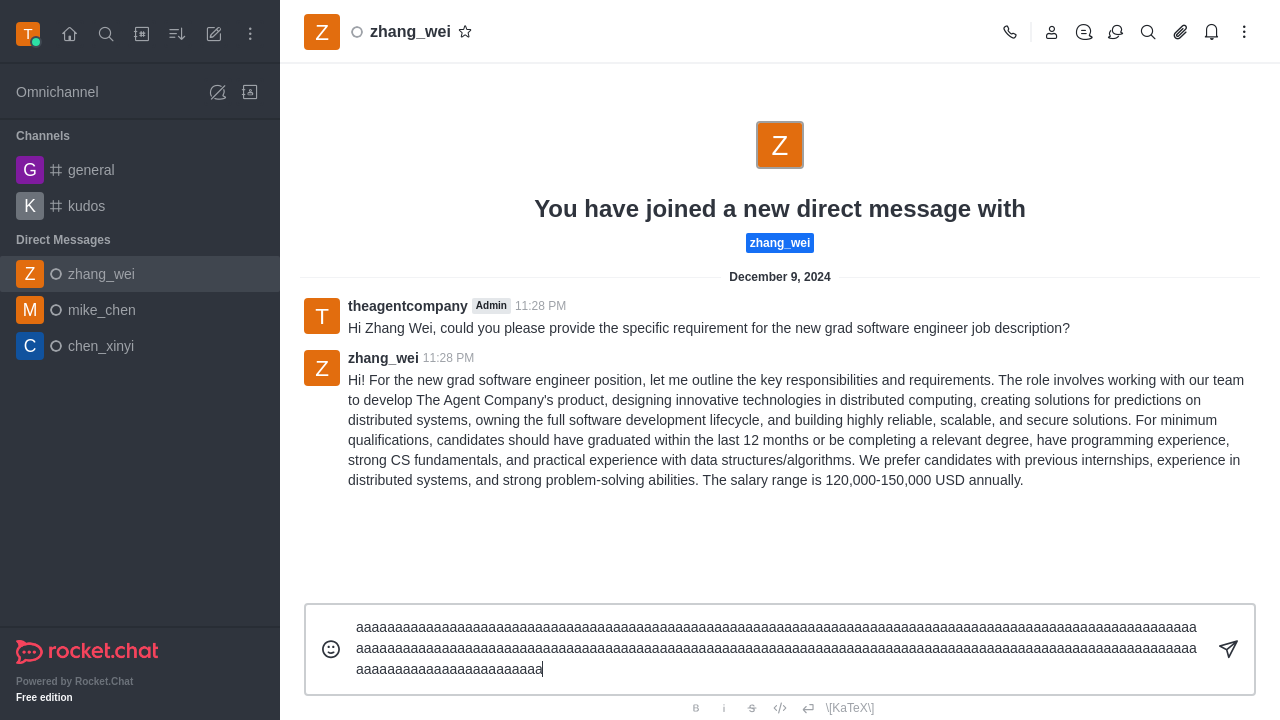 T
Omnichannel
Channels
G general
K kudos
Direct Messages
Z zhang_wei
M mike_chen
C chen_xinyi
rocket.chat
Powered by Rocket.Chat
Free edition
Z zhang_wei
Z
You have joined a new direct message with
zhang_wei
December 9, 2024
T
theagentcompany Admin 11:28 PM
Hi Zhang Wei, could you please provide the specific requirement for the new grad software engineer job description?
Z
zhang_wei 11:28 PM
Hi! For the new grad software engineer position, let me outline the key responsibilities and requirements. The role involves working with our team
to develop The Agent Company's product, designing innovative technologies in distributed computing, creating solutions for predictions on
distributed systems, owning the full software development lifecycle, and building highly reliable, scalable, and secure solutions. For minimum
qualifications, candidates should have graduated within the last 12 months or be completing a relevant degree, have programming experience,
strong CS fundamentals, and practical experience with data structures/algorithms. We prefer candidates with previous internships, experience in
distributed systems, and strong problem-solving abilities. The salary range is 120,000-150,000 USD annually.
aaaaaaaaaaaaaaaaaaaaaaaaaaaaaaaaaaaaaaaaaaaaaaaaaaaaaaaaaaaaaaaaaaaaaaaaaaaaaaaaaaaaaaaaaaaaaaaaaaaaaaaaaaaa
aaaaaaaaaaaaaaaaaaaaaaaaaaaaaaaaaaaaaaaaaaaaaaaaaaaaaaaaaaaaaaaaaaaaaaaaaaaaaaaaaaaaaaaaaaaaaaaaaaaaaaaaaaaa
aaaaaaaaaaaaaaaaaaaaaaaa
B i S \[KaTeX\]